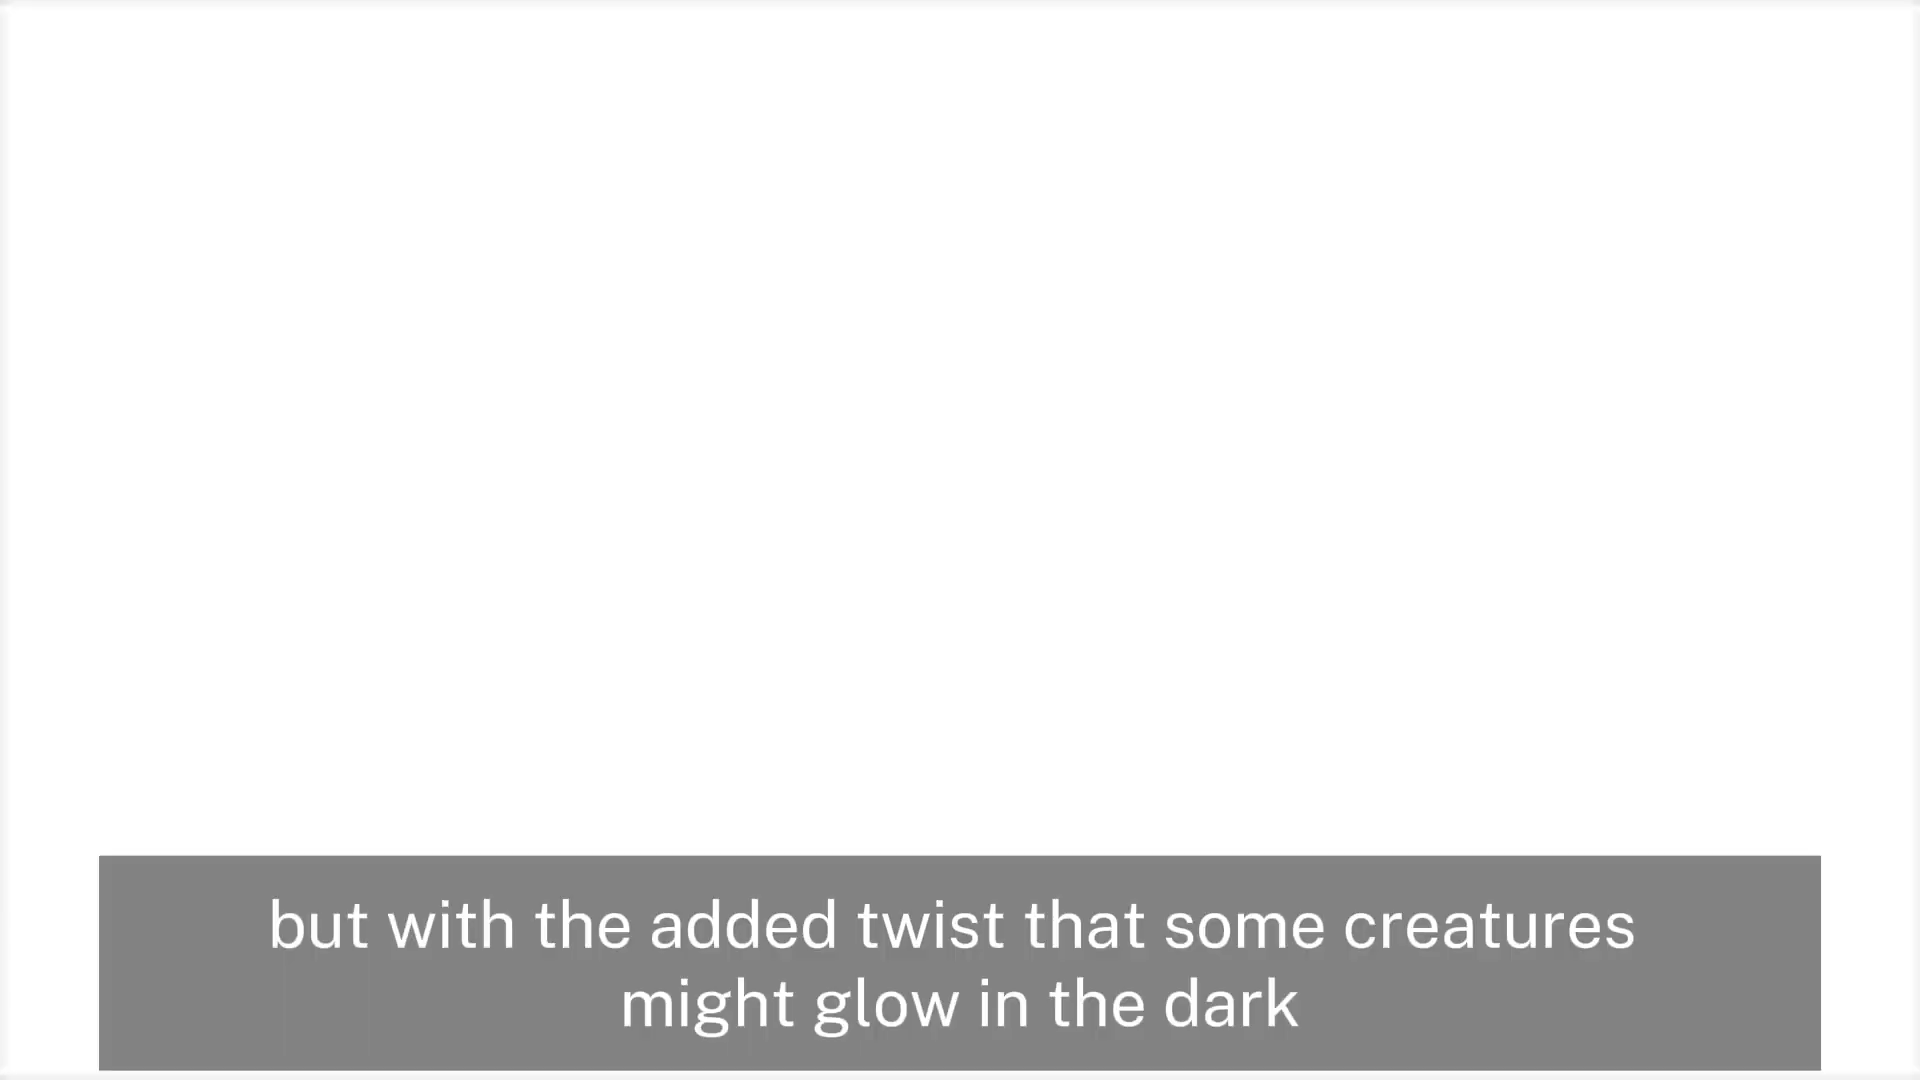 but with the added twist that some creatures
might glow in the dark